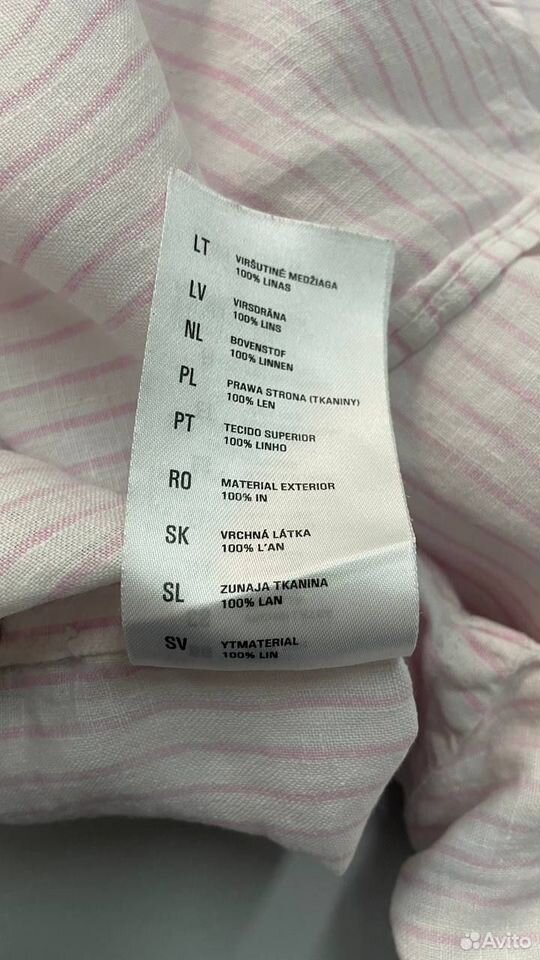 LT VIRŠUTINĖ MEDŽIAGA
100% LINAS
LV VIRSDRĀNA
100% LINS
NL BOVENSTOF
100% LINNEN
PL PRAWA STRONA (TKANINY)
100% LEN
PT TECIDO SUPERIOR
100% LINHO
RO MATERIAL EXTERIOR
100% IN
SK VRCHNÁ LÁTKA
100% L'AN
SL ZUNAJA TKANINA
100% LAN
SV YTMATERIAL
100% LIN
Avito